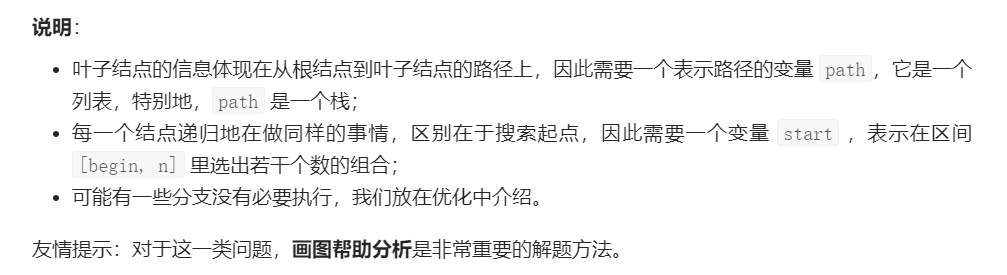 说明：
叶子结点的信息体现在从根结点到叶子结点的路径上，因此需要一个表示路径的变量 path，它是一个
列表，特别地，path 是一个栈；
每一个结点递归地在做同样的事情，区别在于搜索起点，因此需要一个变量 start ，表示在区间
[begin, n] 里选出若干个数的组合；
可能有一些分支没有必要执行，我们放在优化中介绍。
友情提示：对于这一类问题，画图帮助分析是非常重要的解题方法。